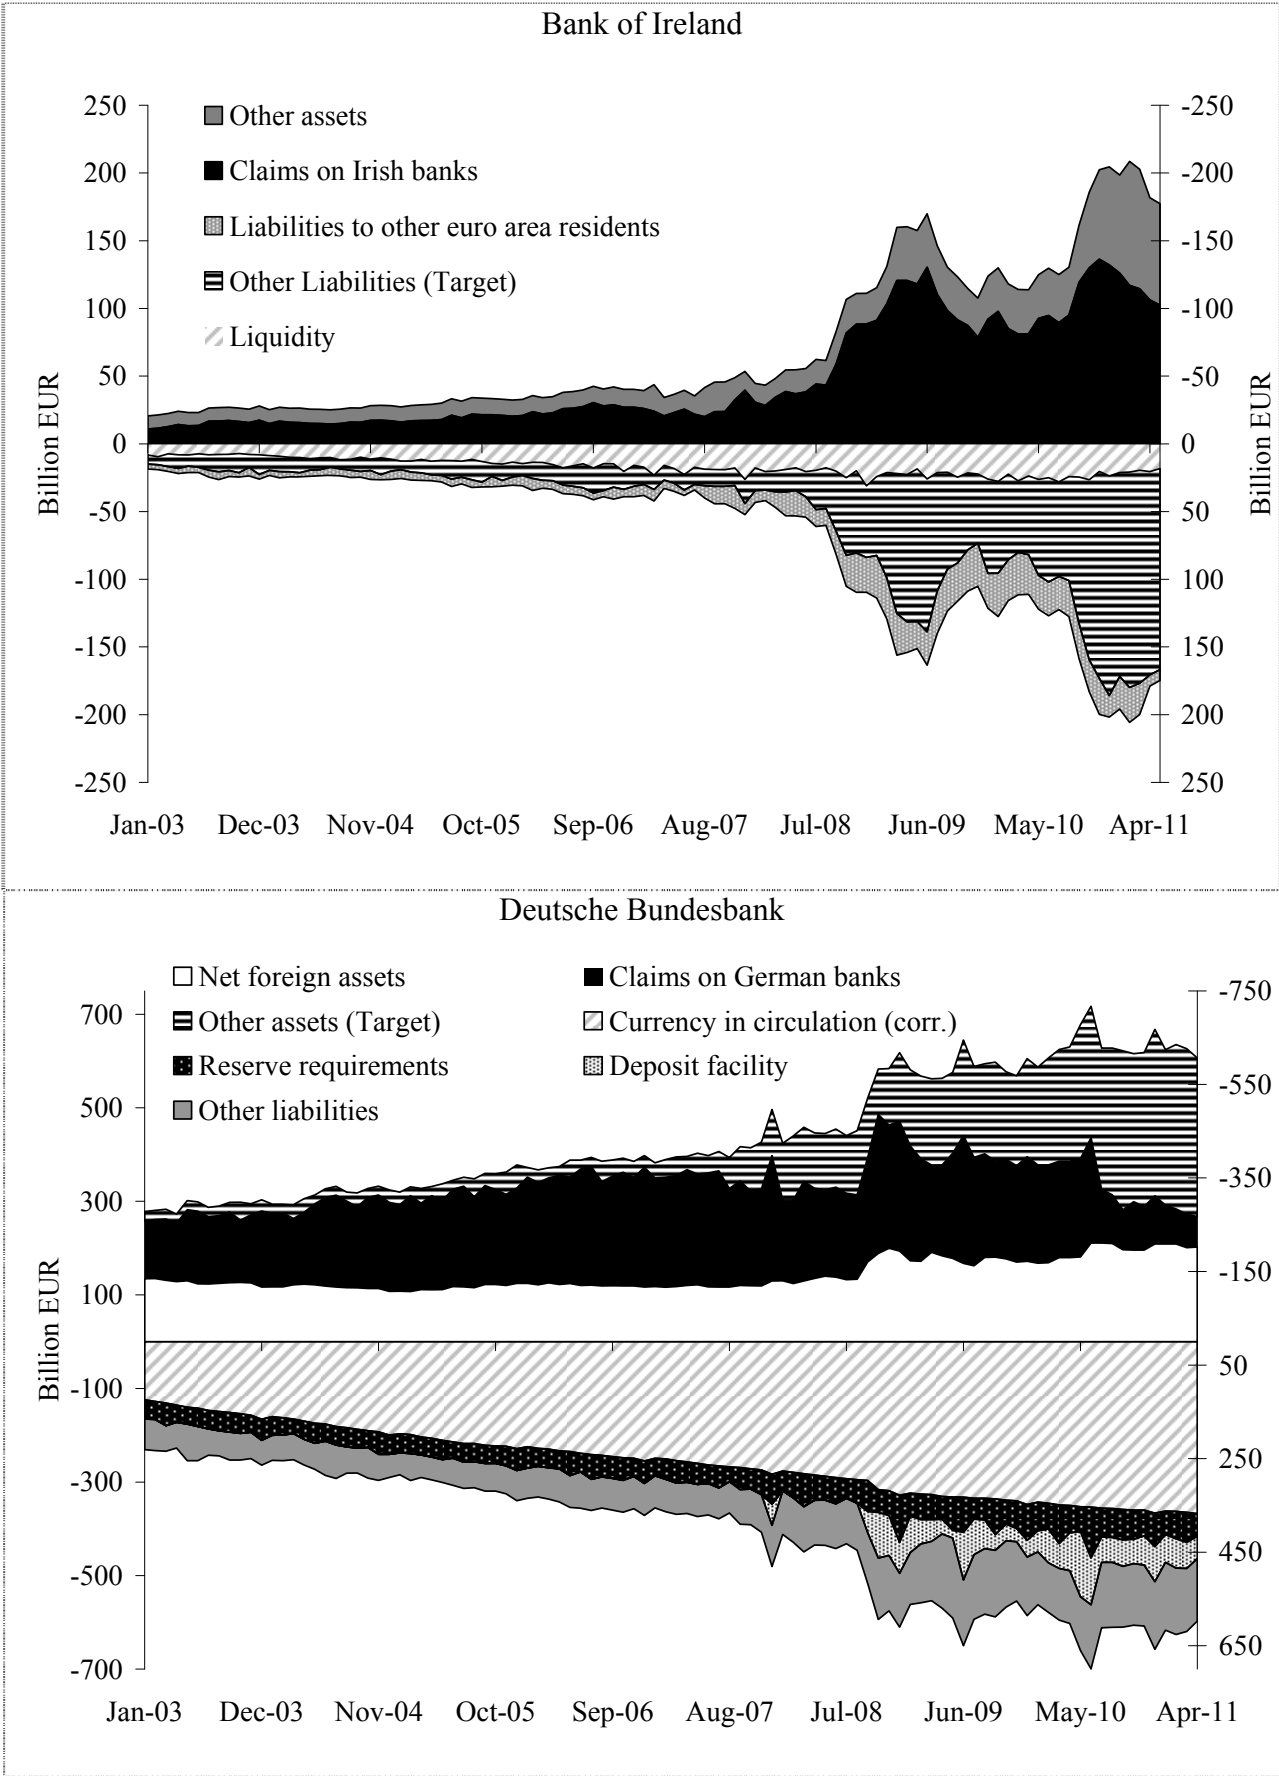 Bank of Ireland
250 -250
Other assets
200 -200
Claims on Irish banks
150 -150
Liabilities to other euro area residents
100 -100
Other Liabilities (Target)
50 -50
Liquidity
0 0
Billion EUR
Billion EUR
-50 50
-100 100
-150 150
-200 200
-250 250
Jan-03 Dec-03 Nov-04 Oct-05 Sep-06 Aug-07 Jul-08 Jun-09 May-10 Apr-11
Deutsche Bundesbank
Net foreign assets Claims on German banks
-750
700
Other assets (Target) Currency in circulation (corr.)
Reserve requirements Deposit facility
-550
500
Other liabilities
-350
300
-150
100
Billion EUR
50
-100
250
-300
450
-500
650
-700
Jan-03 Dec-03 Nov-04 Oct-05 Sep-06 Aug-07 Jul-08 Jun-09 May-10 Apr-11